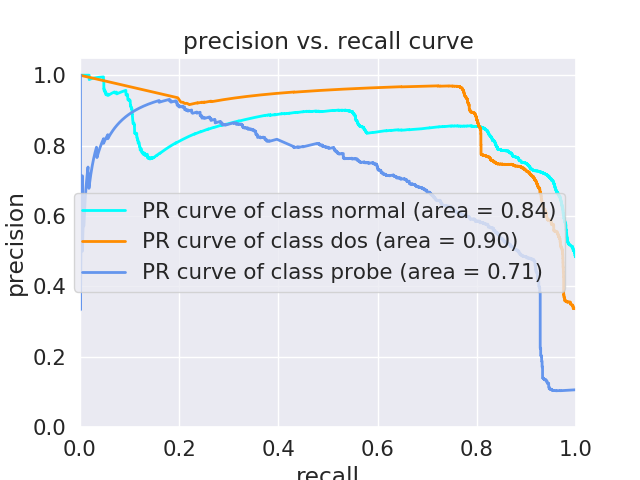 precision vs. recall curve
precision
1.0
0.8
0.6
0.4
0.2
0.0
PR curve of class normal (area = 0.84)
PR curve of class dos (area = 0.90)
PR curve of class probe (area = 0.71)
0.0 0.2 0.4 0.6 0.8 1.0
recall